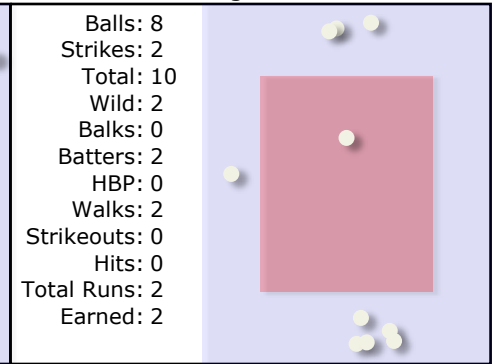 Balls: 8
Strikes: 2
Total: 10
Wild: 2
Balks: 0
Batters: 2
HBP: 0
Walks: 2
Strikeouts: 0
Hits: 0
Total Runs: 2
Earned: 2